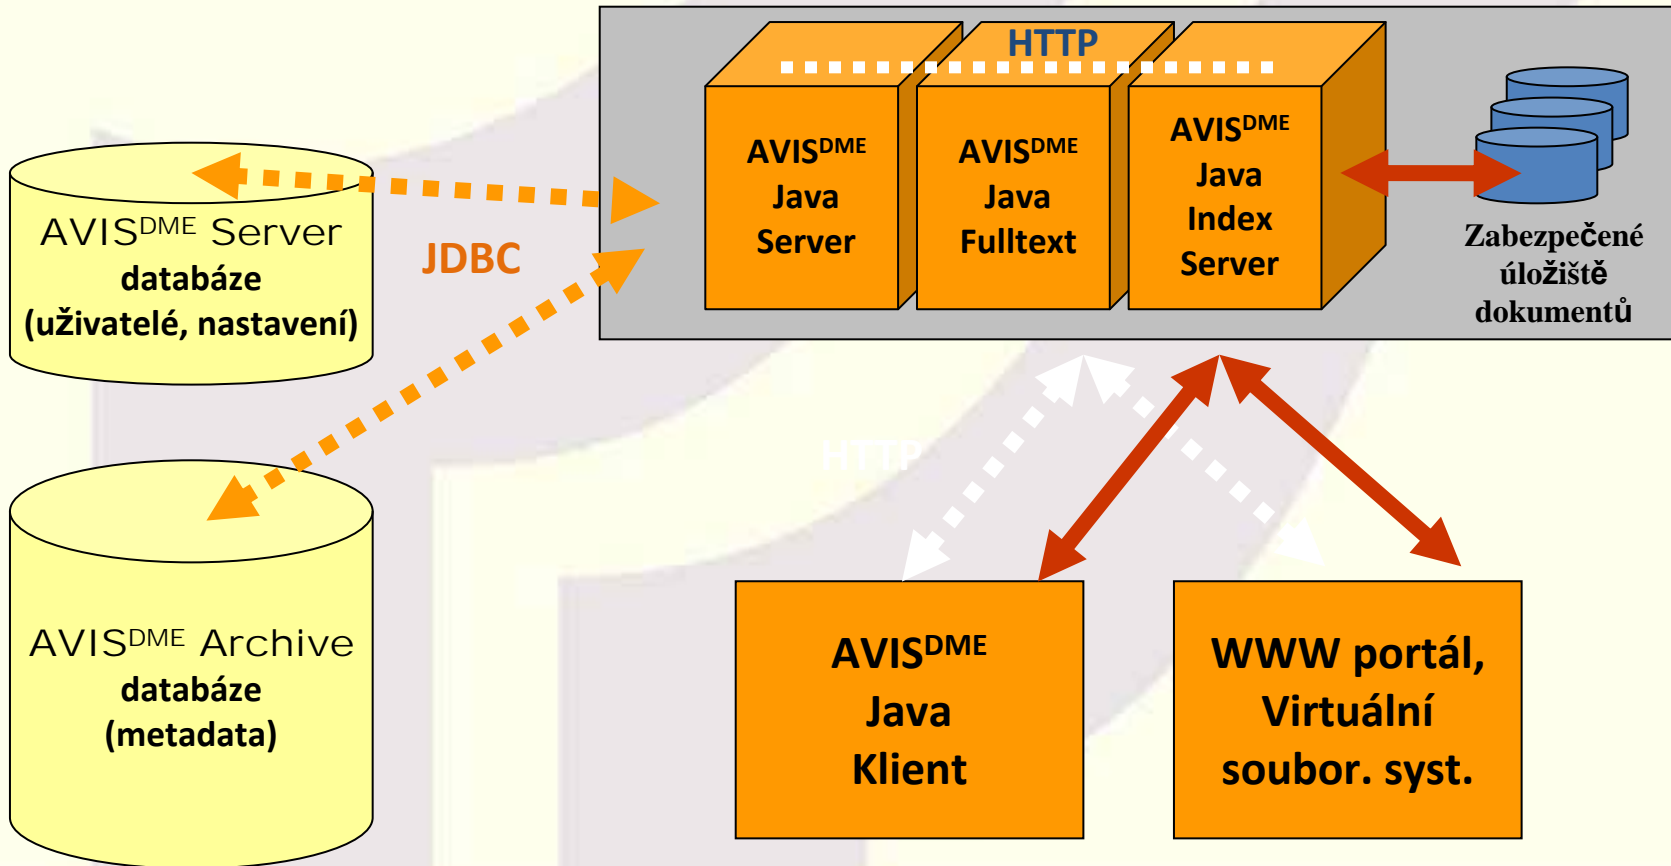 HTTP
AVISDME
Java
Server
AVISDME
Java
Fulltext
AVISDME
Java
Index
Server
Zabezpečené
úložiště
dokumentů
AVISDME Server
databáze
(uživatelé, nastavení)
JDBC
HTTP
AVISDME Archive
databáze
(metadata)
AVISDME
Java
Klient
WWW portál,
Virtuální
soubor. syst.